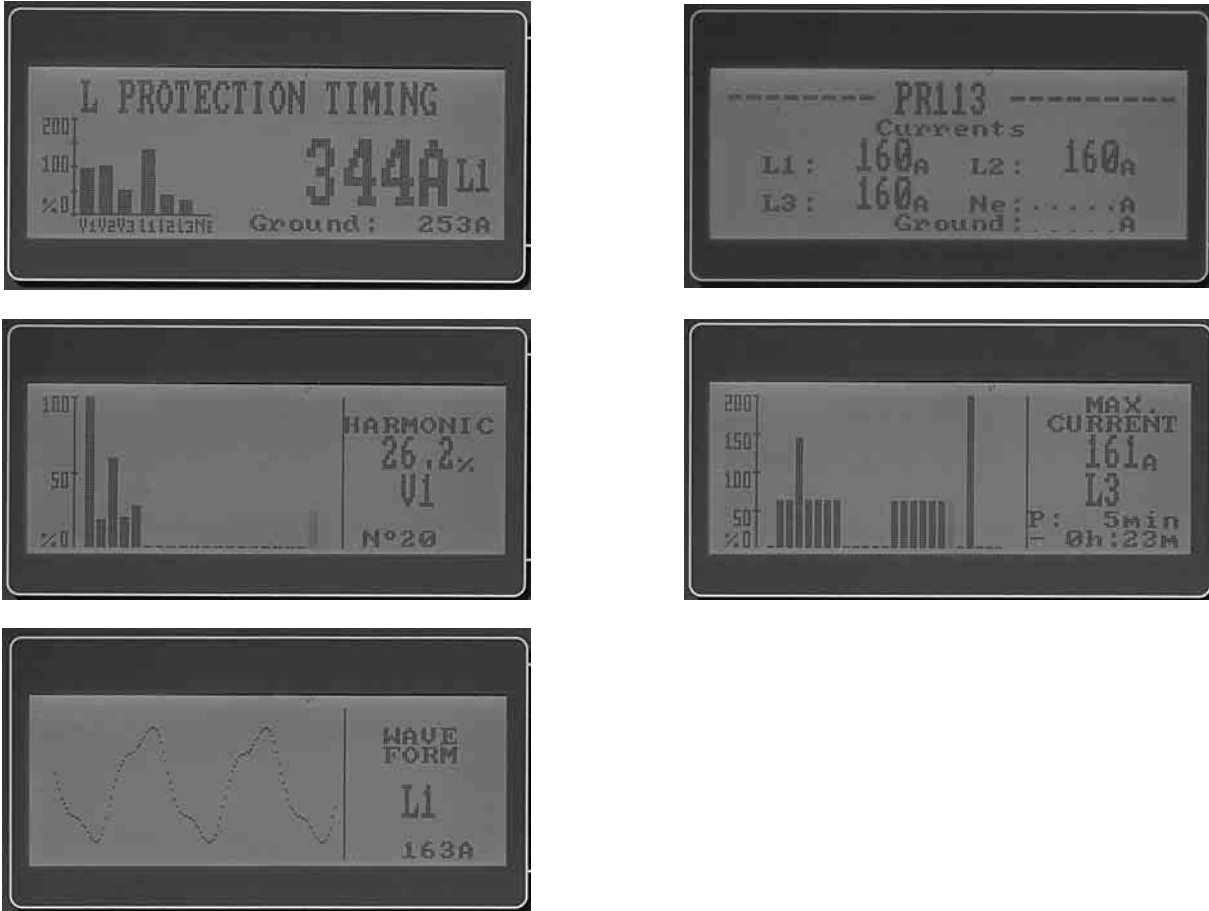 L PROTECTION TIMING
200
100
%0
344A L1
V1V2V3L1L2L3Ne
Ground: 253A
-------- PR113 ---------
Currents
L1: 160A L2: 160A
L3: 160A Ne:.....A
Ground:.....A
100
50
%0
HARMONIC
26.2%
V1
N°20
200
150
100
50
%0
MAX.
CURRENT
161A
L3
P: 5min
- 0h:23m
WAVE
FORM
L1
163A